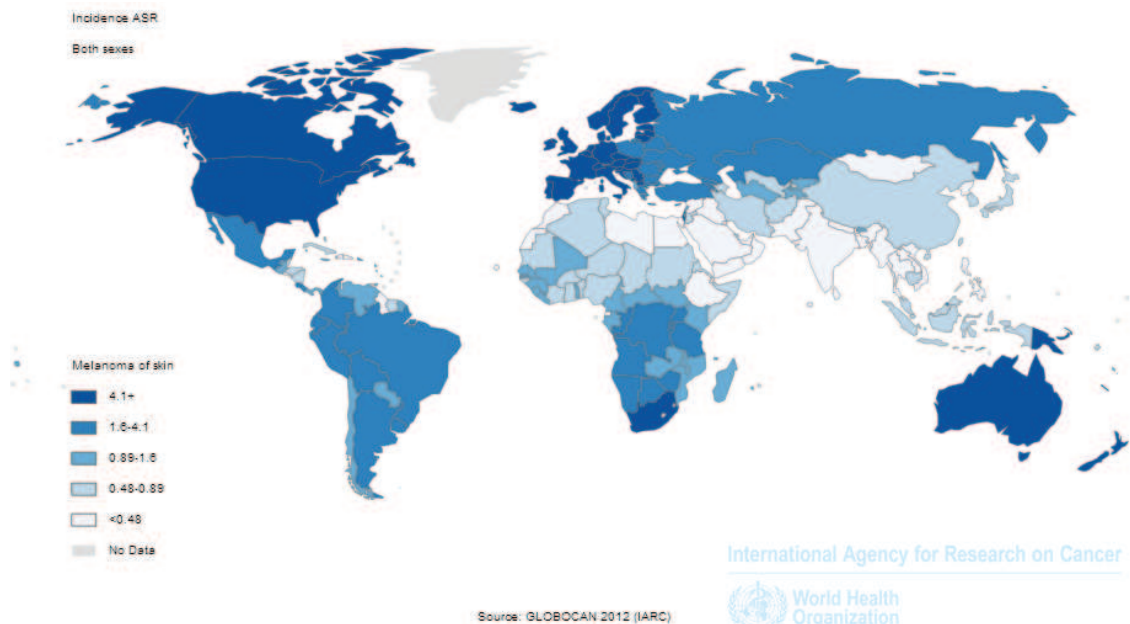 Incidence ASR
Both sexes
Melanoma of skin
4.1+
1.6-4.1
0.89-1.6
0.48-0.89
<0.48
No Data
International Agency for Research on Cancer
World Health
Organization
Source: GLOBOCAN 2012 (IARC)